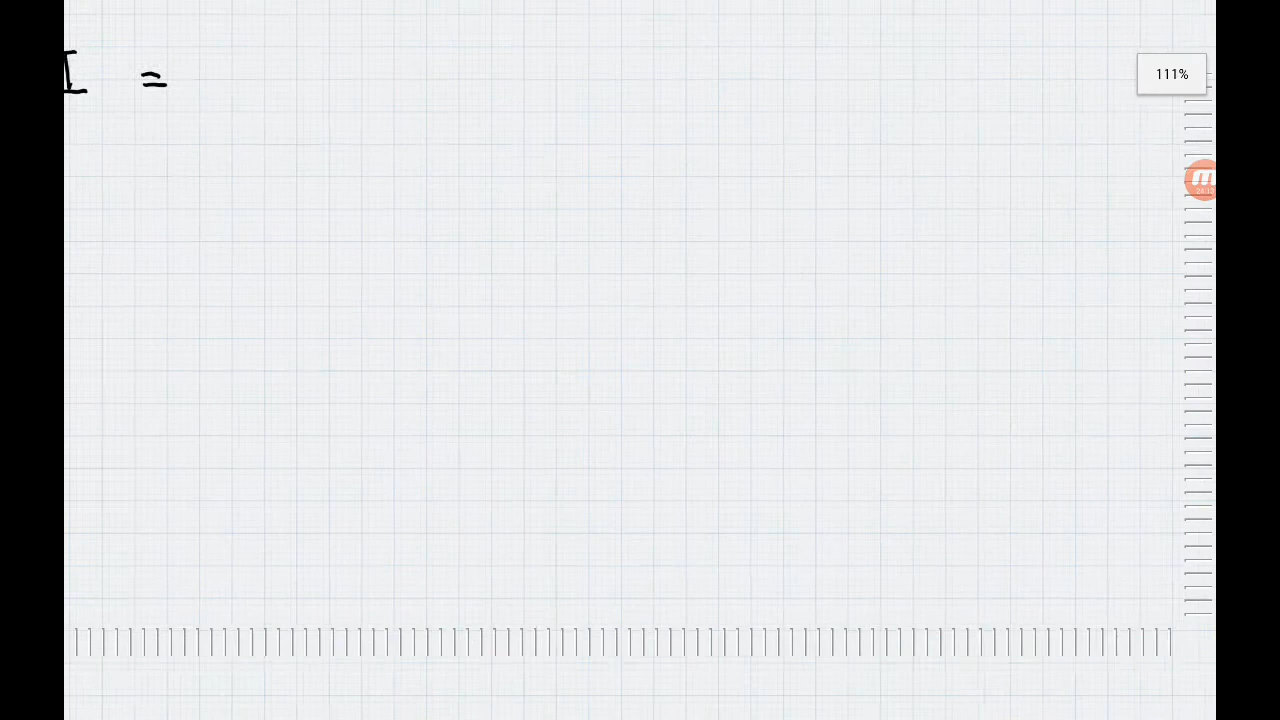 I =
111%